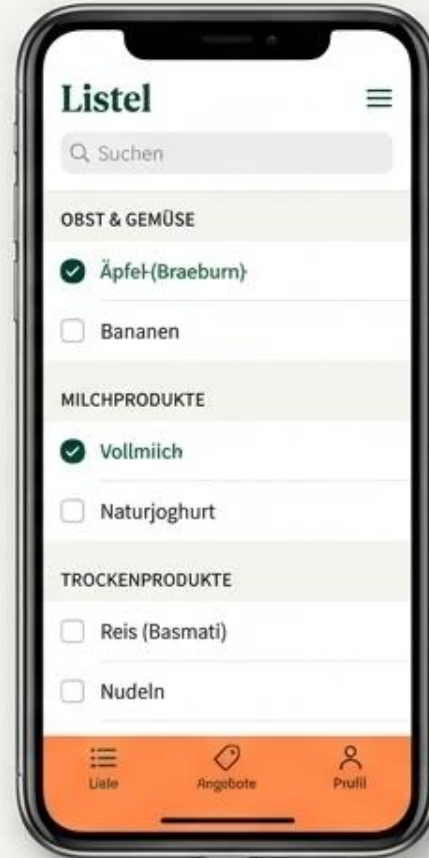 Listel
Suchen
OBST & GEMÜSE
Äpfel (Braeburn)
Bananen
MILCHPRODUKTE
Vollmiich
Naturjoghurt
TROCKENPRODUKTE
Reis (Basmati)
Nudeln
Liele
Angebote
Prufil